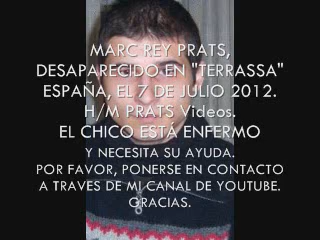 MARC REY PRATS,
DESAPARECIDO EN "TERRASSA"
ESPAÑA, EL 7 DE JULIO 2012.
H/M PRATS Videos.
EL CHICO ESTÁ ENFERMO
Y NECESITA SU AYUDA.
POR FAVOR, PONERSE EN CONTACTO
A TRAVES DE MI CANAL DE YOUTUBE.
GRACIAS.